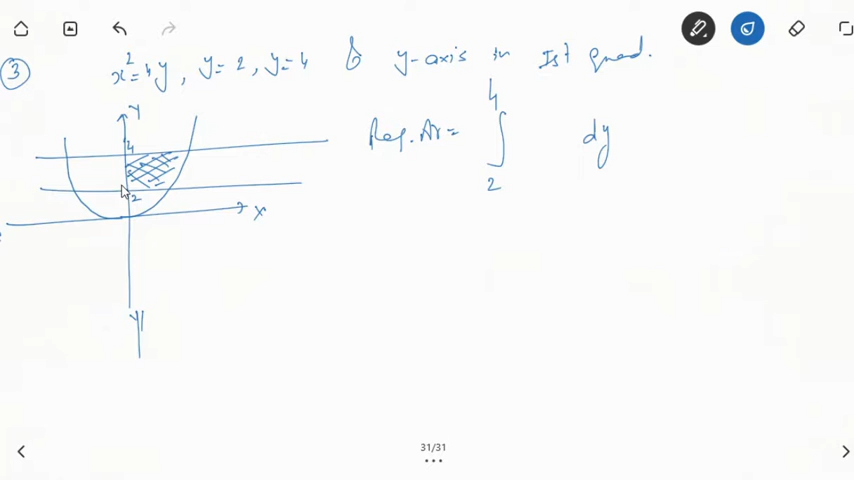 ③ x²=4y, y=2, y=4 & y-axis in Ist quad.
Y
4
Req. Ar = ∫ dy
4
2
2
X
Y'
31/31